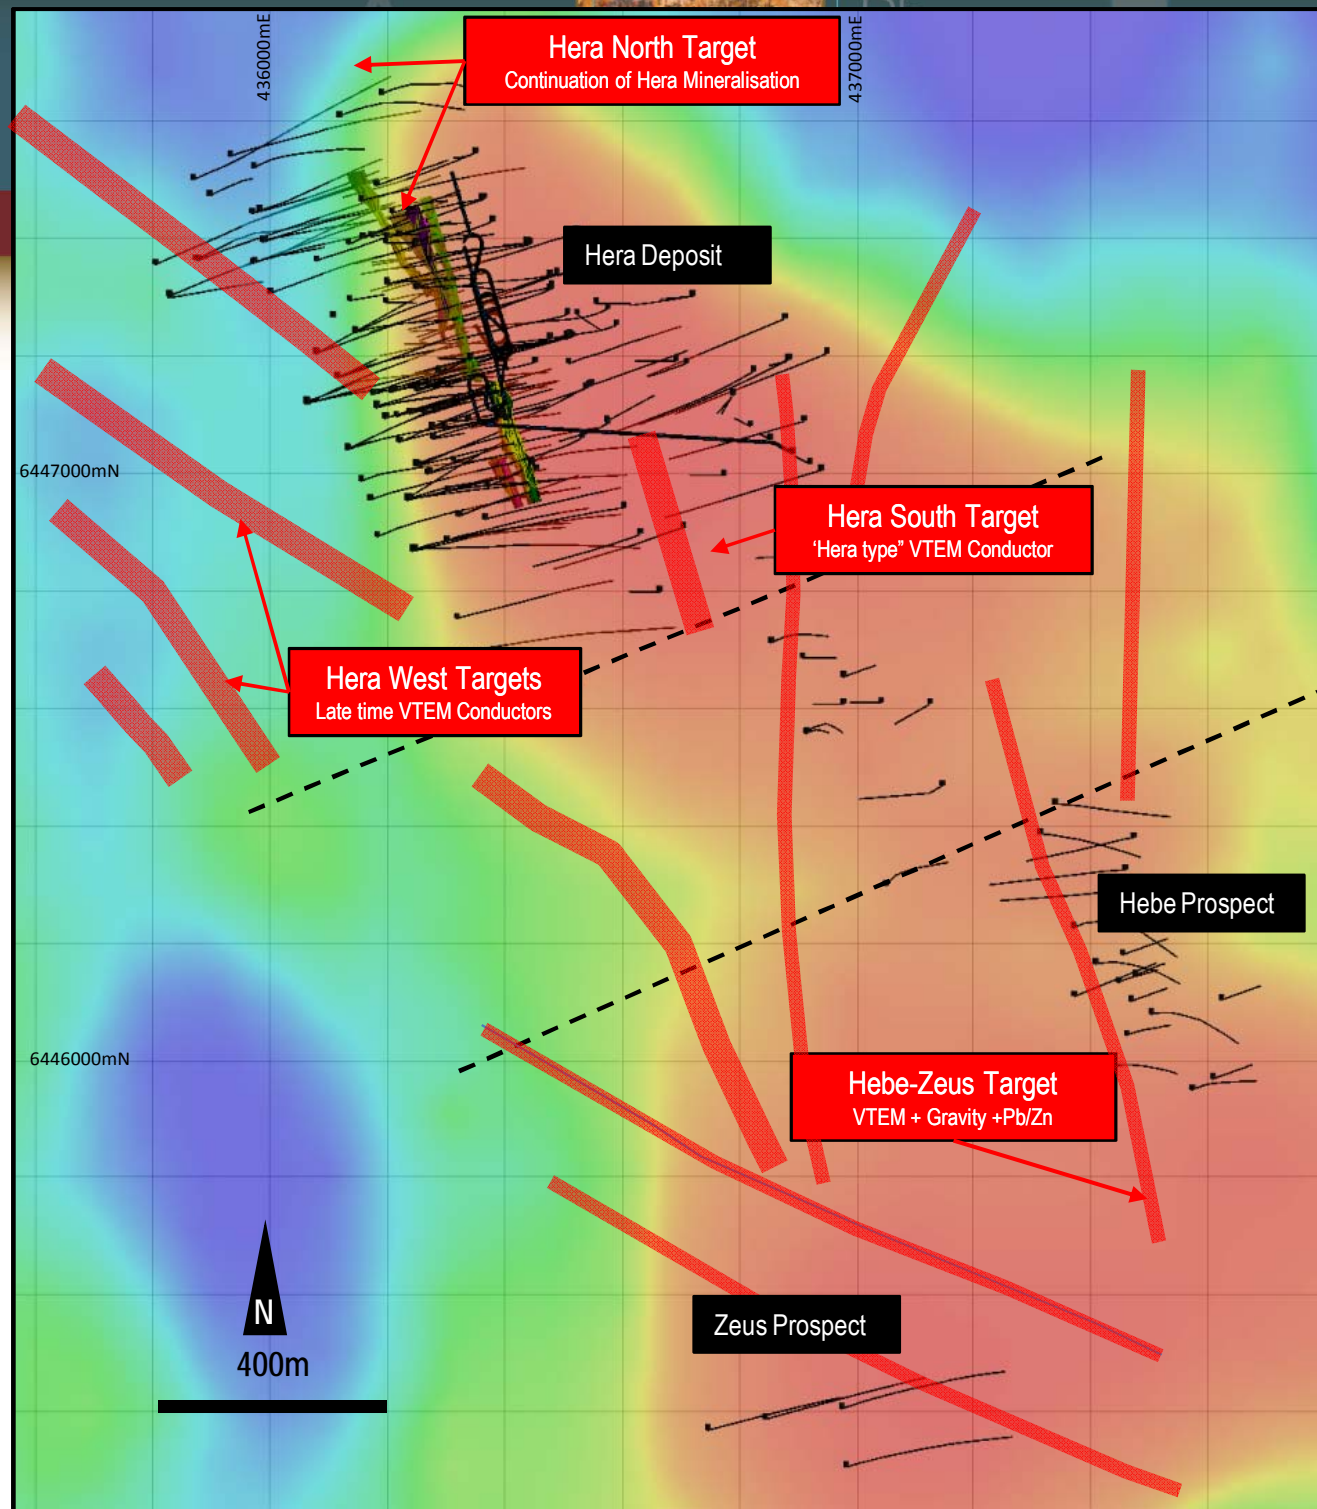 436000mE
437000mE
Hera North Target
Continuation of Hera Mineralisation
Hera Deposit
6447000mN
Hera South Target
‘Hera type” VTEM Conductor
Hera West Targets
Late time VTEM Conductors
Hebe Prospect
6446000mN
Hebe-Zeus Target
VTEM + Gravity +Pb/Zn
Zeus Prospect
N
400m